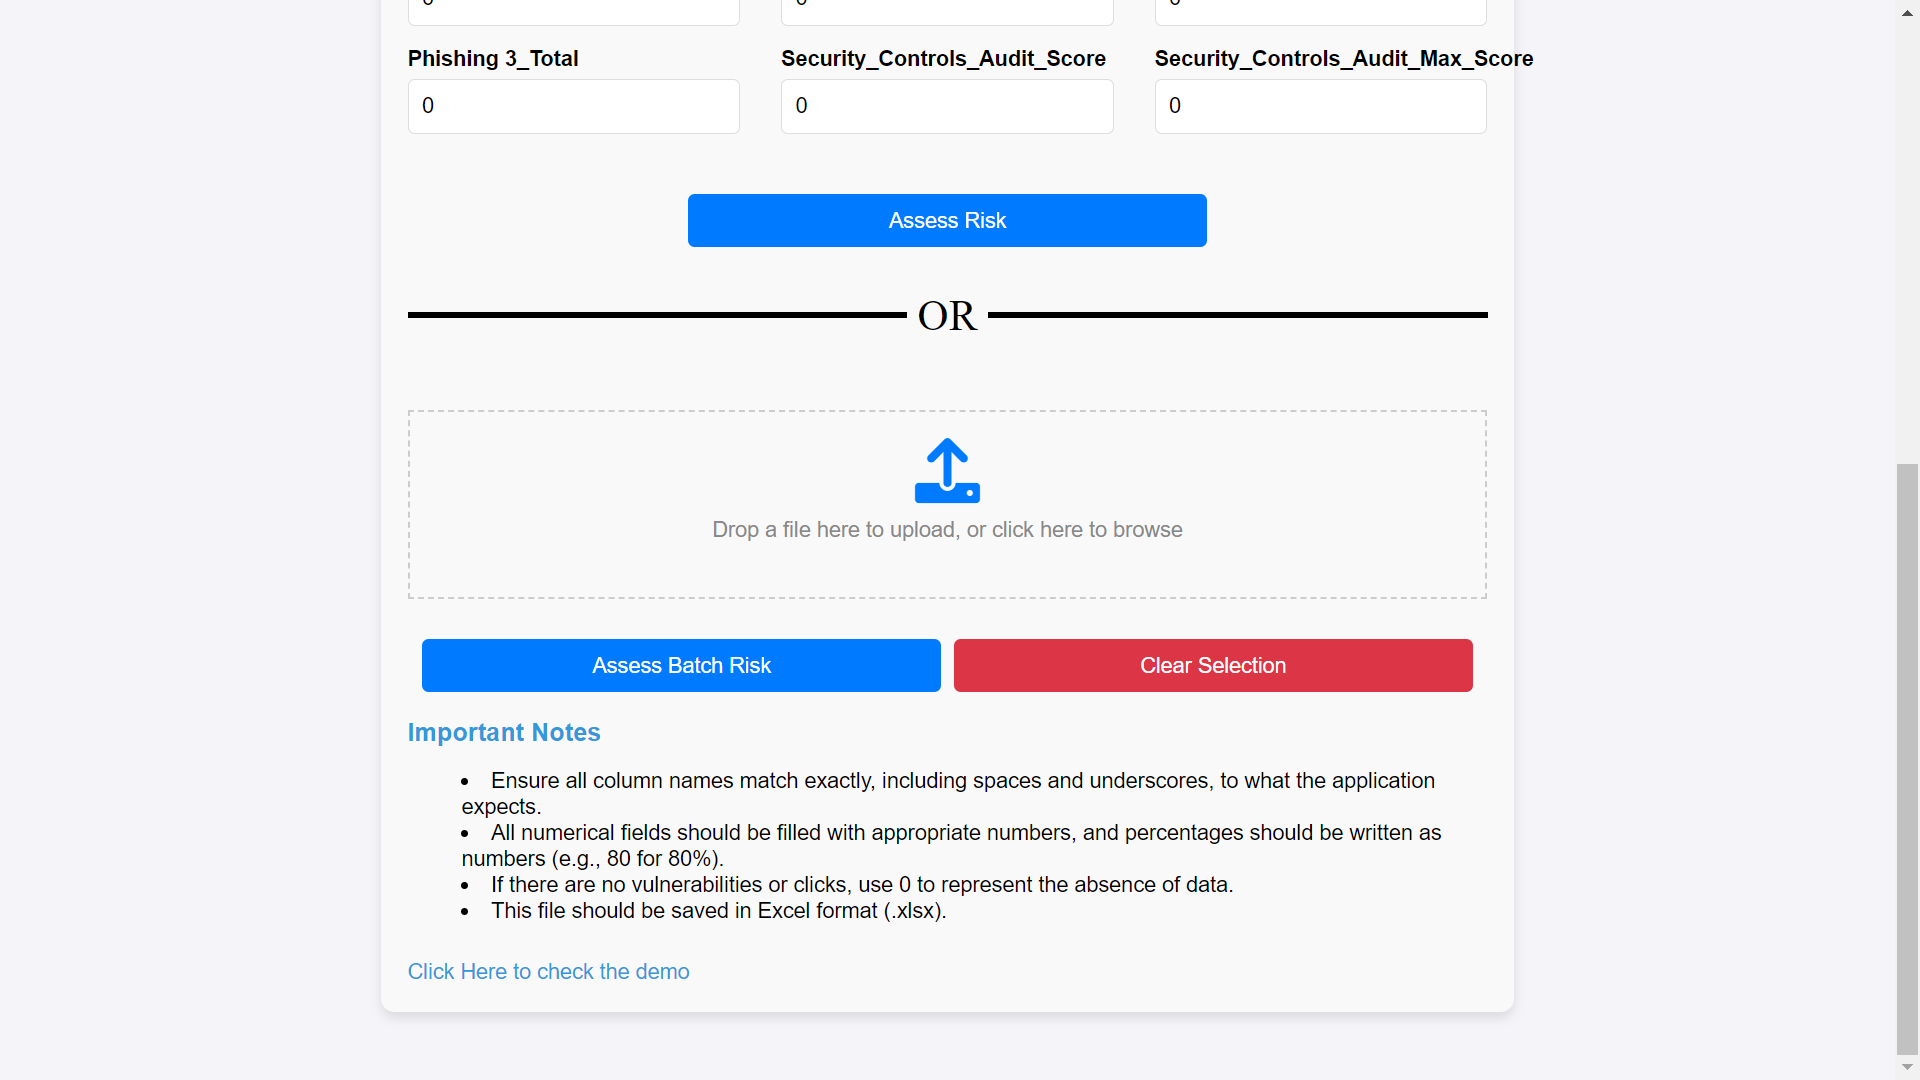 Phishing 3_Total Security_Controls_Audit_Score Security_Controls_Audit_Max_Score
0 0 0
Assess Risk
OR
Drop a file here to upload, or click here to browse
Assess Batch Risk Clear Selection
Important Notes
• Ensure all column names match exactly, including spaces and underscores, to what the application
expects.
• All numerical fields should be filled with appropriate numbers, and percentages should be written as
numbers (e.g., 80 for 80%).
• If there are no vulnerabilities or clicks, use 0 to represent the absence of data.
• This file should be saved in Excel format (.xlsx).
Click Here to check the demo